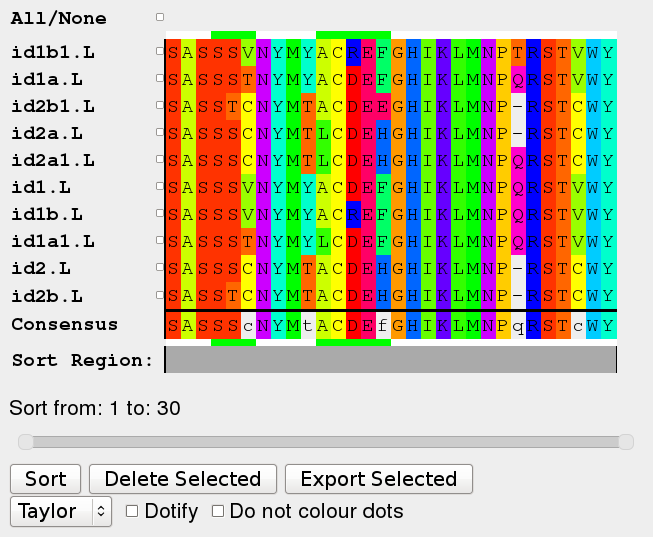 All/None
id1b1.L SASSSVNYMYACREFGHIKLMNPTRSTVWY
id1a.L SASSSTNYMYACDEFGHIKLMNPQRSTVWY
id2b1.L SASSTCNYMTACDEEGHIKLMNP-RSTCWY
id2a.L SASSSCNYMTLCDEHGHIKLMNP-RSTCWY
id2a1.L SASSSCNYMTLCDEHGHIKLMNPQRSTCWY
id1.L SASSSVNYMYACDEFGHIKLMNPQRSTVWY
id1b.L SASSSVNYMYACREFGHIKLMNPQRSTVWY
id1a1.L SASSSTNYMYLCDEFGHIKLMNPQRSTVWY
id2.L SASSSCNYMTACDEHGHIKLMNP-RSTCWY
id2b.L SASSTCNYMTACDEHGHIKLMNP-RSTCWY
Consensus SASSScNYMtACDEfGHIKLMNPqRSTcWY
Sort Region:
Sort from: 1 to: 30
Sort Delete Selected Export Selected
Taylor Dotify Do not colour dots